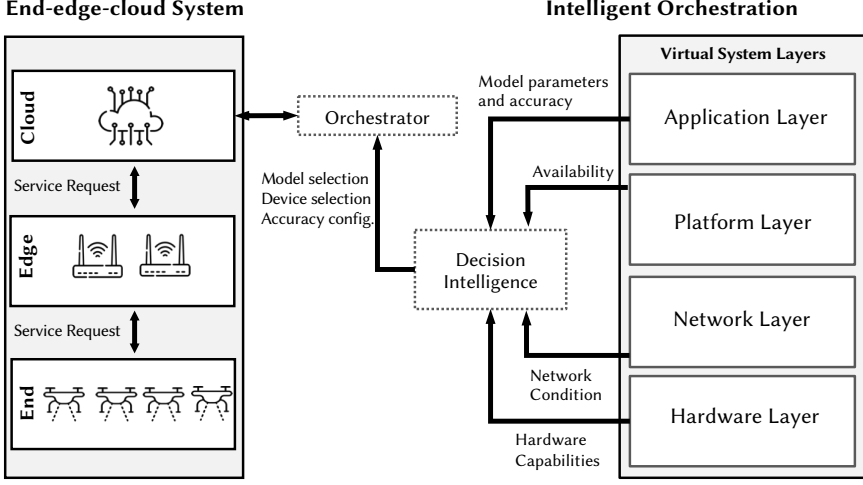 End-edge-cloud System
Intelligent Orchestration
Cloud
Service Request
Edge
Service Request
End
Orchestrator
Model selection
Device selection
Accuracy config.
Decision
Intelligence
Model parameters
and accuracy
Availability
Network
Condition
Hardware
Capabilities
Virtual System Layers
Application Layer
Platform Layer
Network Layer
Hardware Layer